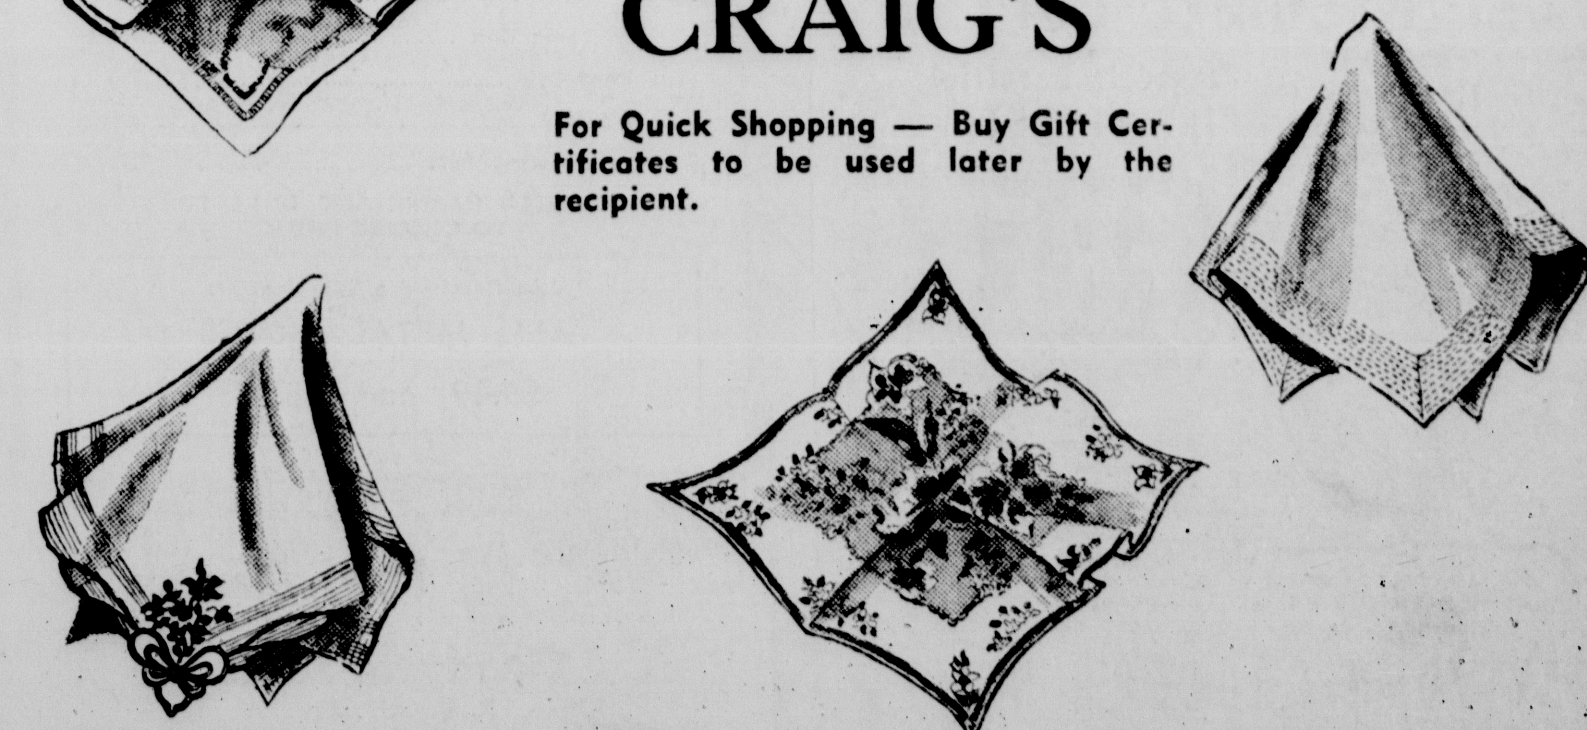 CRAIG'S
For Quick Shopping — Buy Gift Cer-
tificates to be used later by the
recipient.